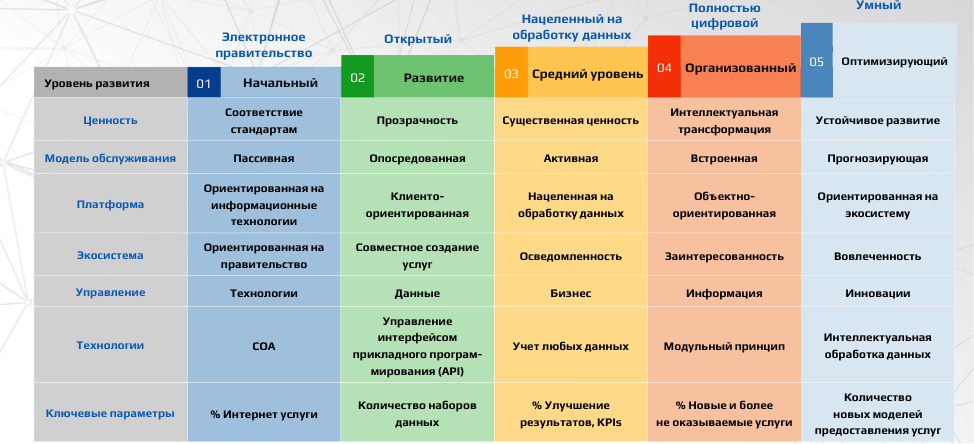 Электронное
правительство
Открытый
Нацеленный на
обработку данных
Полностью
цифровой
Умный
Уровень развития
01 Начальный
02 Развитие
03 Средний уровень
04 Организованный
05 Оптимизирующий
Ценность
Соответствие
стандартам
Прозрачность
Существенная ценность
Интеллектуальная
трансформация
Устойчивое развитие
Модель обслуживания
Пассивная
Опосредованная
Активная
Встроенная
Прогнозирующая
Платформа
Ориентированная на
информационные
технологии
Клиенто-
ориентированная
Нацеленная на
обработку данных
Объектно-
ориентированная
Ориентированная на
экосистему
Экосистема
Ориентированная на
правительство
Совместное создание
услуг
Осведомленность
Заинтересованность
Вовлеченность
Управление
Технологии
Данные
Бизнес
Информация
Инновации
Технологии
СОА
Управление
интерфейсом
прикладного програм-
мирования (API)
Учет любых данных
Модульный принцип
Интеллектуальная
обработка данных
Ключевые параметры
% Интернет услуги
Количество наборов
данных
% Улучшение
результатов, KPIs
% Новые и более
не оказываемые услуги
Количество
новых моделей
предоставления услуг